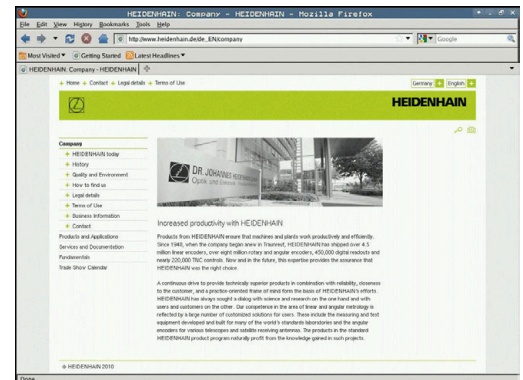 HEIDENHAIN: Company - HEIDENHAIN - Mozilla Firefox
File Edit View History Bookmarks Tools Help
http://www.heidenhain.de/de_EN/company
Google
Most Visited Getting Started Latest Headlines
HEIDENHAIN: Company - HEIDENHAIN
Home Contact Legal details Terms of Use
Germany English
HEIDENHAIN
Company
HEIDENHAIN today
History
Quality and Environment
How to find us
Legal details
Terms of Use
Business Information
Contact
Products and Applications
Services and Documentation
Fundamentals
Trade Show Calendar
DR. JOHANNES HEIDENHAIN
Optik und Elektronik
Increased productivity with HEIDENHAIN
Products from HEIDENHAIN ensure that machines and plants work productively and efficiently.
Since 1948, when the company began anew in Traunreut, HEIDENHAIN has shipped over 4.5
million linear encoders, over eight million rotary and angular encoders, 450,000 digital readouts and
nearly 220,000 TNC controls. Now and in the future, this expertise provides the assurance that
HEIDENHAIN was the right choice.
A continuous drive to provide technically superior products in combination with reliability, closeness
to the customer, and a practice-oriented frame of mind form the basis of HEIDENHAIN's efforts.
HEIDENHAIN has always sought a dialog with science and research on the one hand and with
users and customers on the other. Our competence in the area of linear and angular metrology is
reflected by a large number of customized solutions for users. These include the measuring and test
equipment developed and built for many of the world's standards laboratories and the angular
encoders for various telescopes and satellite receiving antennas. The products in the standard
HEIDENHAIN product program naturally profit from the knowledge gained in such projects.
© HEIDENHAIN 2010
Done